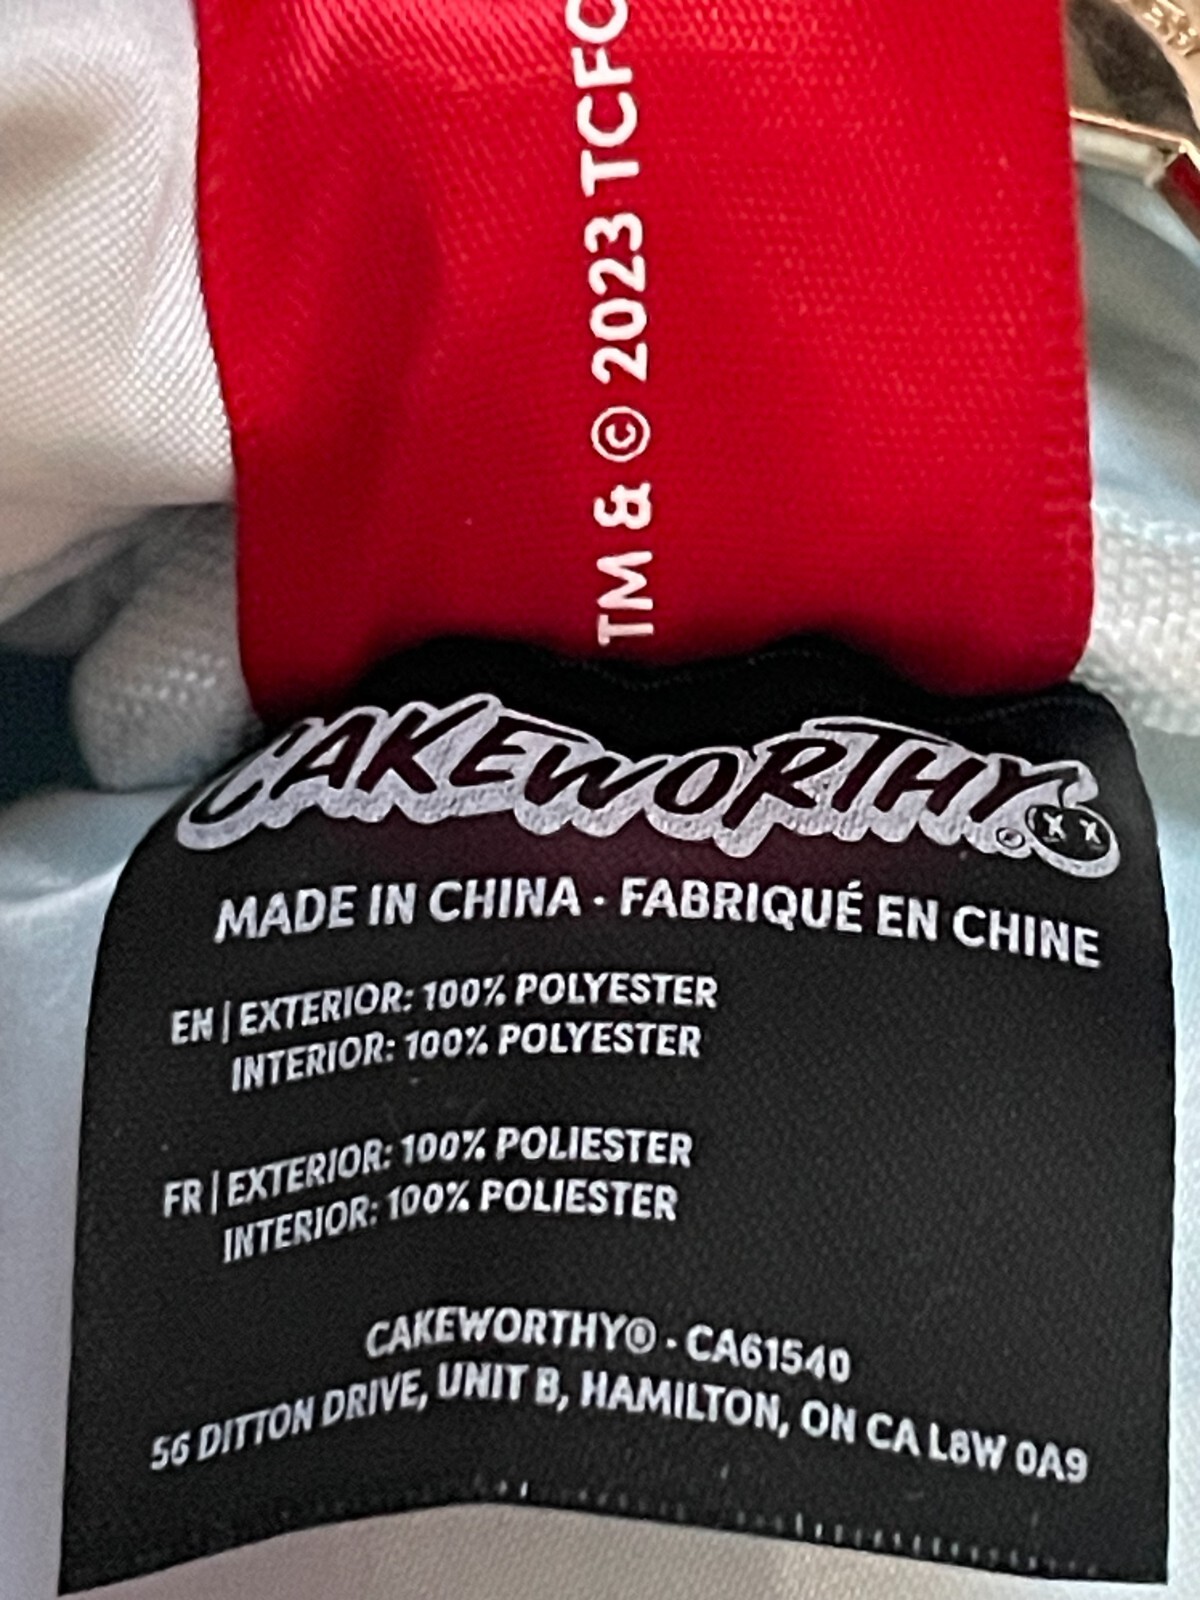 TM & © 2023 TCFC
CAKEWORTHY®
MADE IN CHINA · FABRIQUÉ EN CHINE
EN | EXTERIOR: 100% POLYESTER
INTERIOR: 100% POLYESTER
FR | EXTERIOR: 100% POLIESTER
INTERIOR: 100% POLIESTER
CAKEWORTHY® · CA61540
56 DITTON DRIVE, UNIT B, HAMILTON, ON CA L8W 0A9